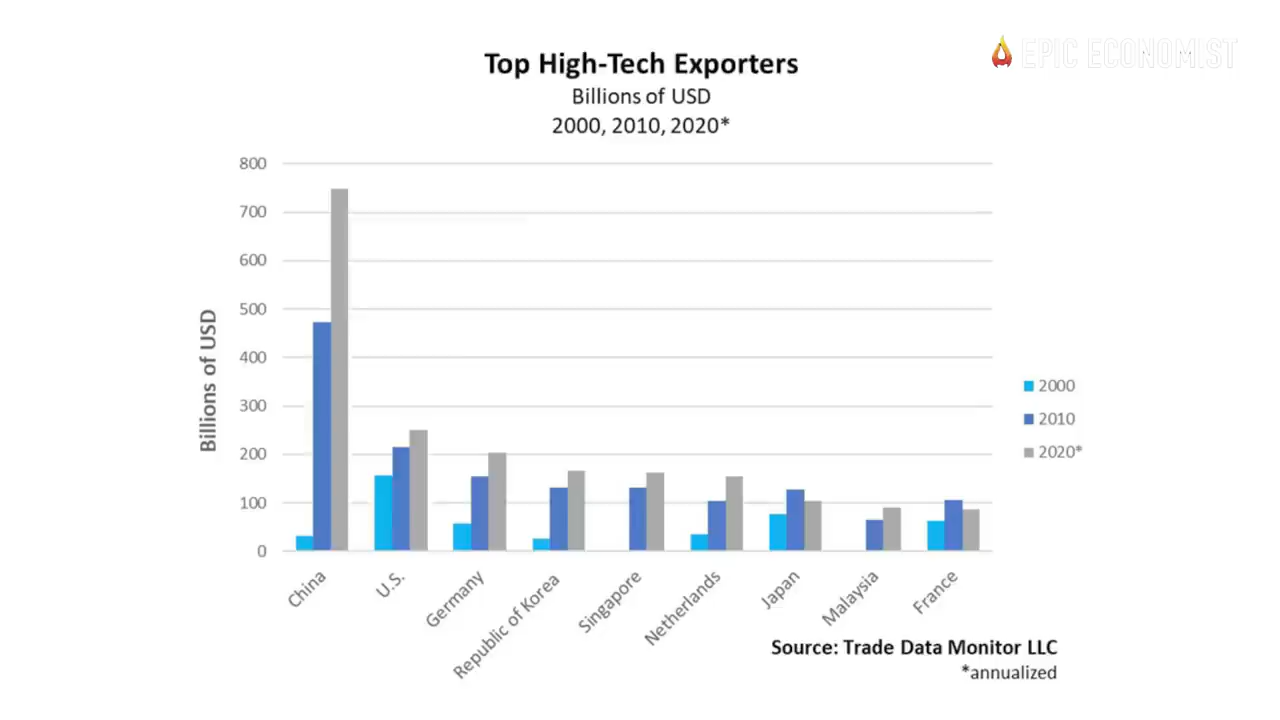 EPIC ECONOMIST
Top High-Tech Exporters
Billions of USD
2000, 2010, 2020*
800
700
600
500
400
300
200
100
0
Billions of USD
2000
2010
2020*
China
U.S.
Germany
Republic of Korea
Singapore
Netherlands
Japan
Malaysia
France
Source: Trade Data Monitor LLC
*annualized